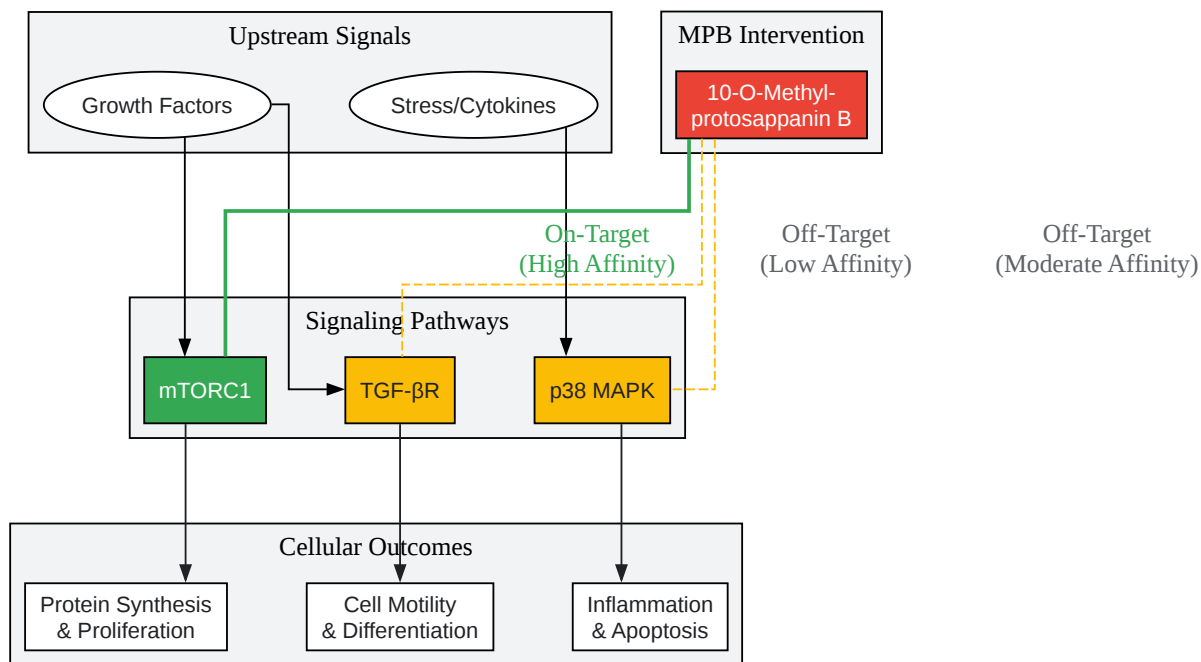 Upstream Signals
MPB Intervention
Growth Factors
Stress/Cytokines
10-O-Methyl-
protosappanin B
On-Target
(High Affinity)
Off-Target
(Low Affinity)
Off-Target
(Moderate Affinity)
Signaling Pathways
mTORC1
TGF-βR
p38 MAPK
Cellular Outcomes
Protein Synthesis
& Proliferation
Cell Motility
& Differentiation
Inflammation
& Apoptosis